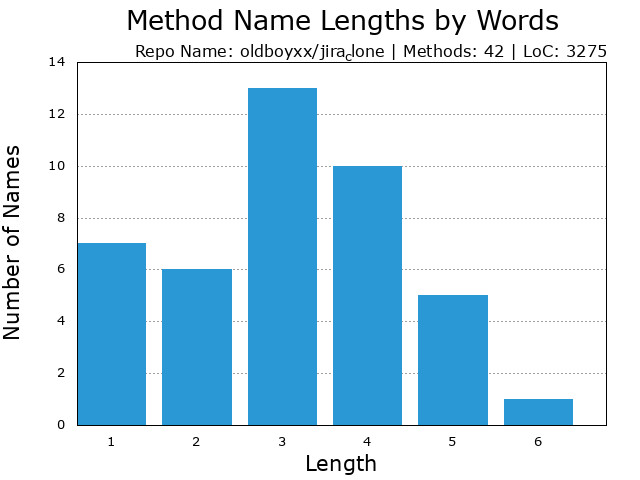 Method Name Lengths by Words
Repo Name: oldboyxx/jira_clone | Methods: 42 | LoC: 3275
14
12
10
8
6
4
2
0
Number of Names
1 2 3 4 5 6
Length